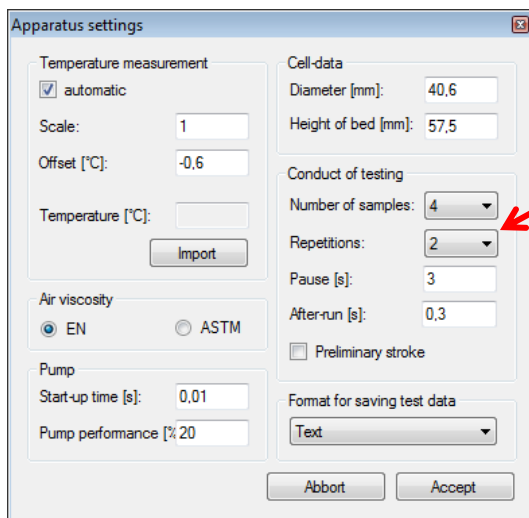 Apparatus settings
Temperature measurement
automatic
Scale: 1
Offset [°C]: -0,6
Temperature [°C]:
Import
Air viscosity
EN ASTM
Pump
Start-up time [s]: 0,01
Pump performance [% 20
Cell-data
Diameter [mm]: 40,6
Height of bed [mm]: 57,5
Conduct of testing
Number of samples: 4
Repetitions: 2
Pause [s]: 3
After-run [s]: 0,3
Preliminary stroke
Format for saving test data
Text
Abbort Accept